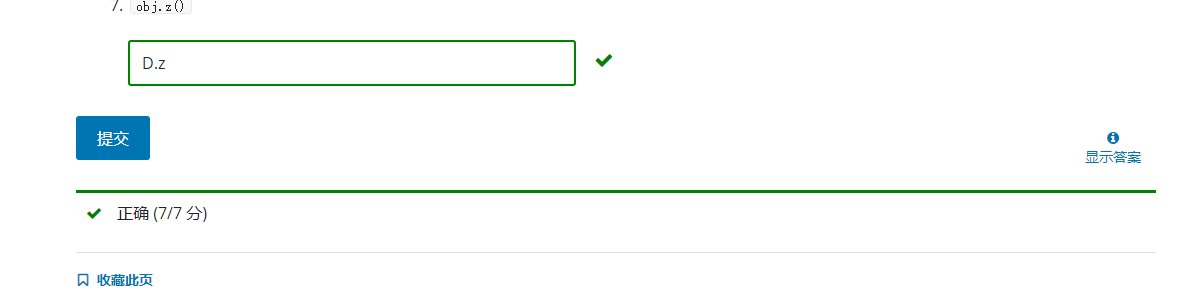 7. obj.z()
D.z
提交
显示答案
正确 (7/7 分)
收藏此页